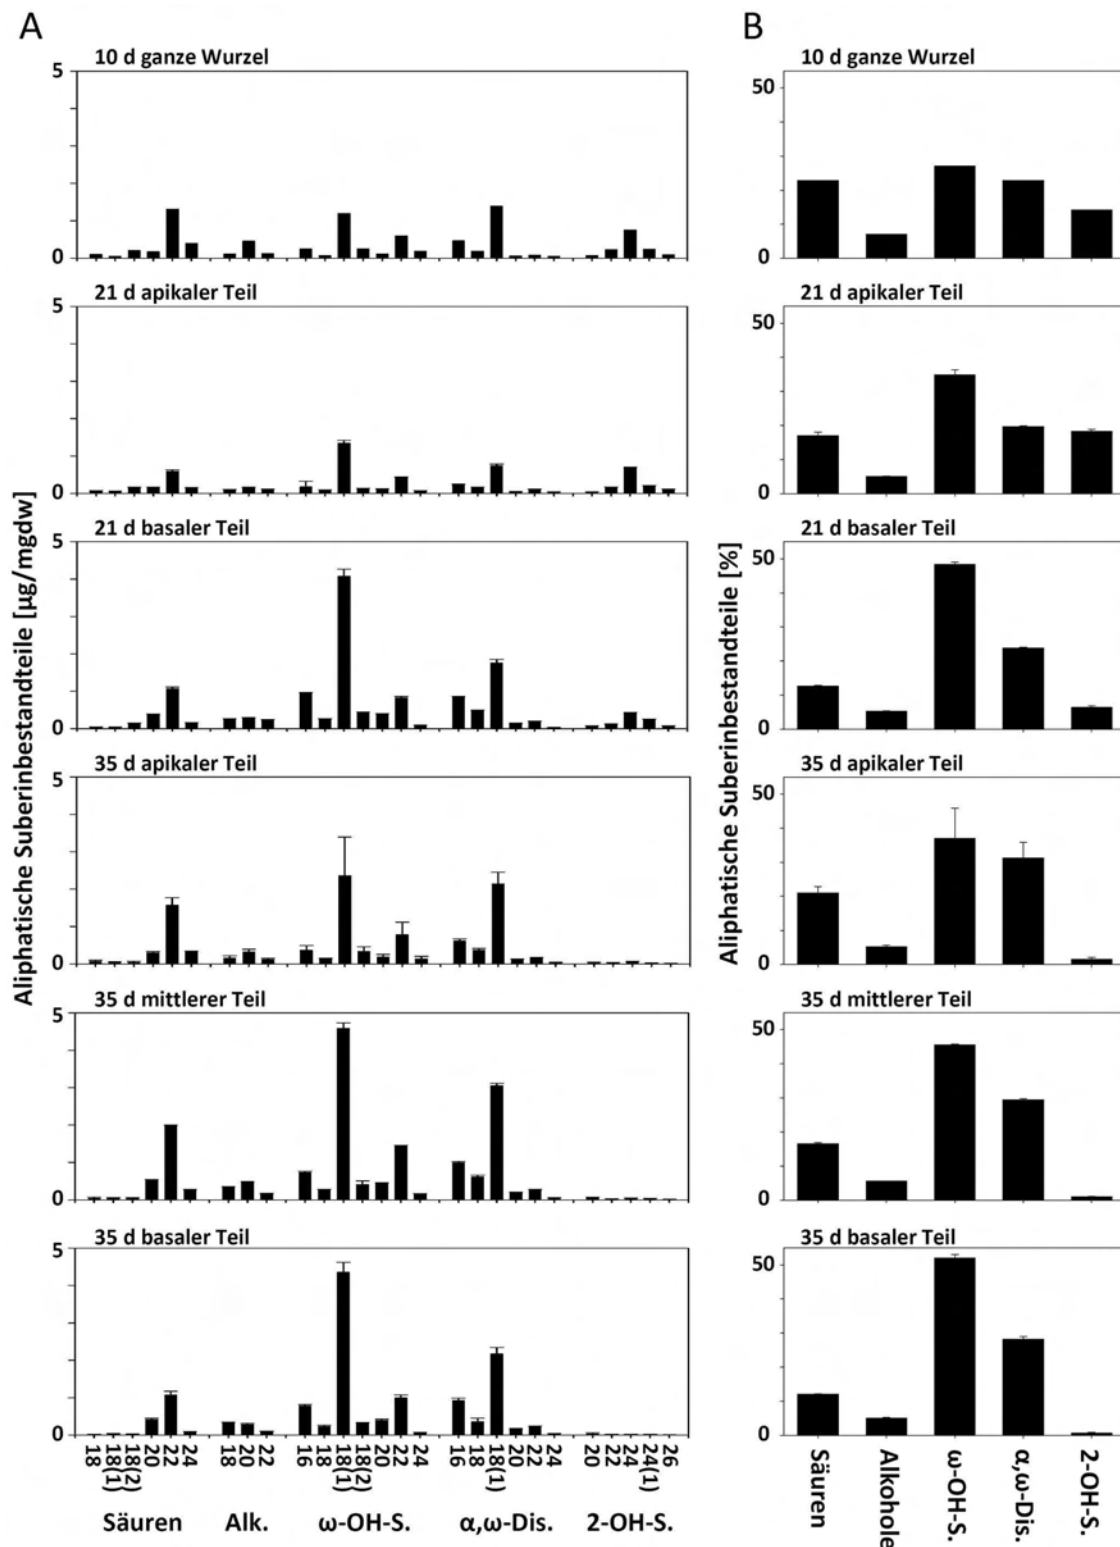 A
10 d ganze Wurzel
5
0
21 d apikaler Teil
5
0
21 d basaler Teil
5
0
35 d apikaler Teil
5
0
35 d mittlerer Teil
5
0
35 d basaler Teil
5
0
Aliphatische Suberinbestandteile [µg/mgdw]
18 18(1) 18(2) 20 22 24 18 20 22 16 18 18(1) 18(2) 20 22 24 16 18 18(1) 20 22 24 20 22 24 24(1) 26
Säuren Alk. ω-OH-S. α,ω-Dis. 2-OH-S.
B
10 d ganze Wurzel
50
0
21 d apikaler Teil
50
0
21 d basaler Teil
50
0
35 d apikaler Teil
50
0
35 d mittlerer Teil
50
0
35 d basaler Teil
50
0
Aliphatische Suberinbestandteile [%]
Säuren
Alkohole
ω-OH-S.
α,ω-Dis.
2-OH-S.